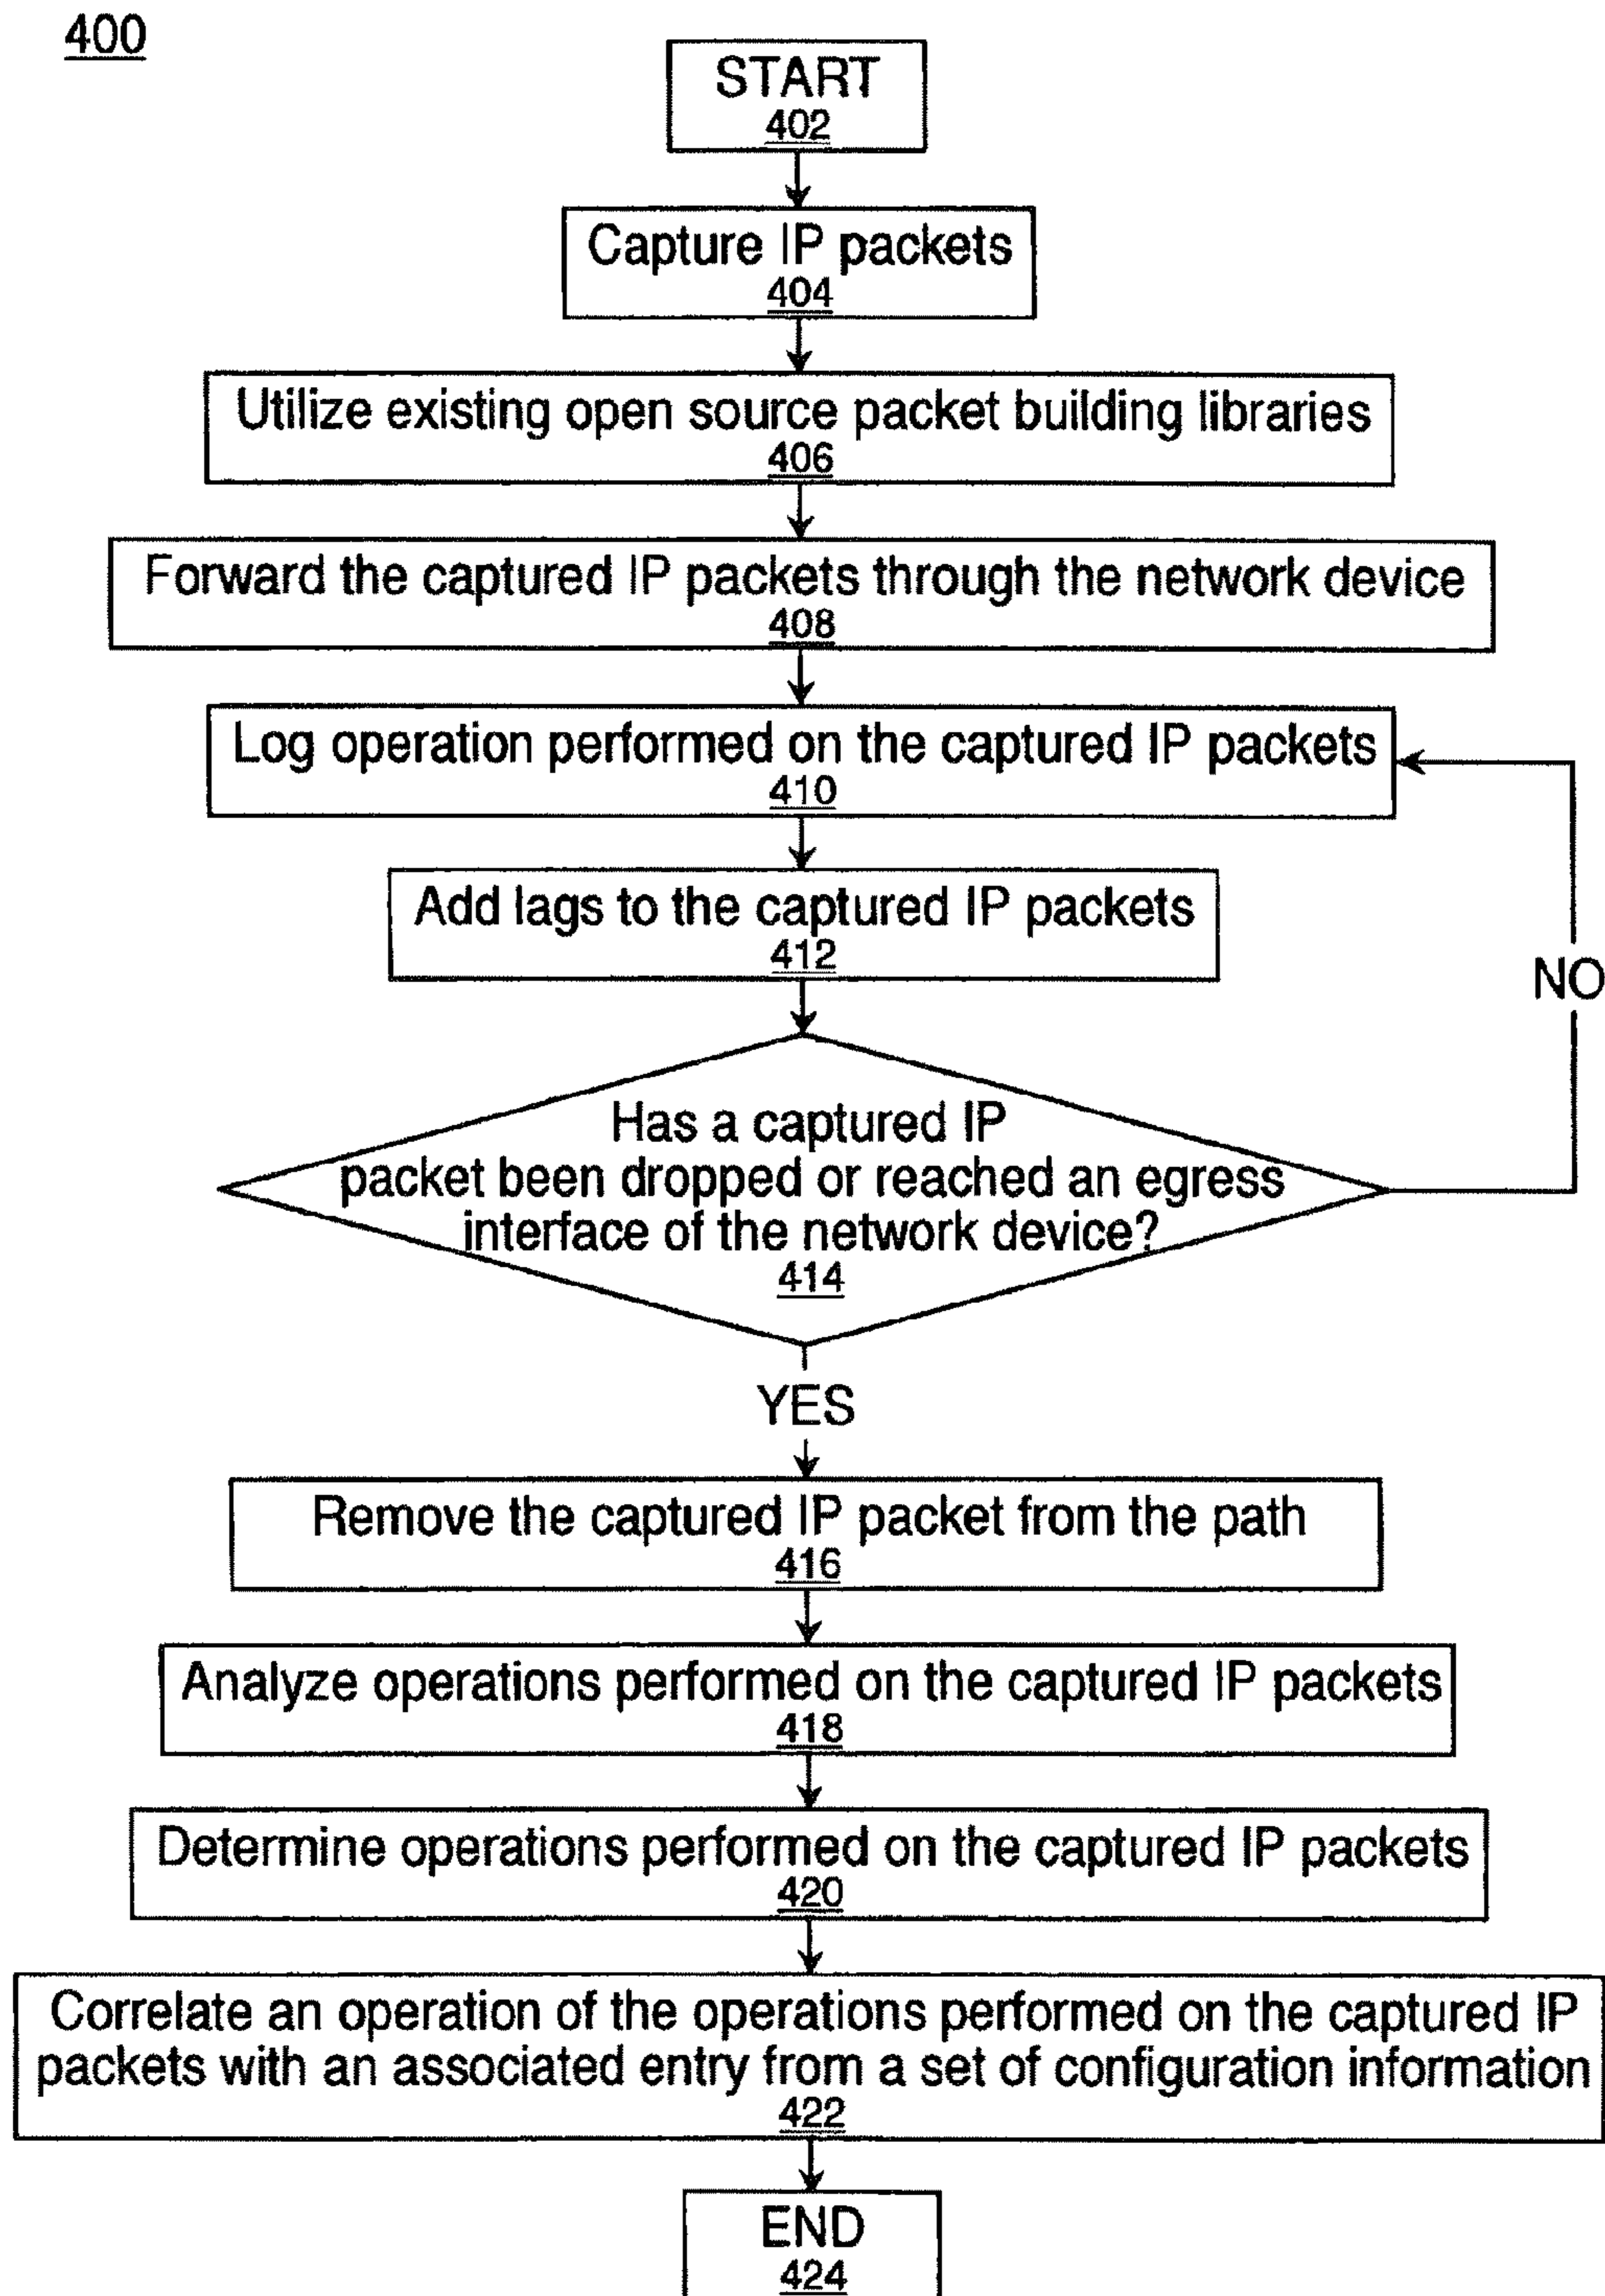 400
START
402
Capture IP packets
404
Utilize existing open source packet building libraries
406
Forward the captured IP packets through the network device
408
Log operation performed on the captured IP packets
410
Add lags to the captured IP packets
412
NO
Has a captured IP
packet been dropped or reached an egress
interface of the network device?
414
YES
Remove the captured IP packet from the path
416
Analyze operations performed on the captured IP packets
418
Determine operations performed on the captured IP packets
420
Correlate an operation of the operations performed on the captured IP
packets with an associated entry from a set of configuration information
422
END
424